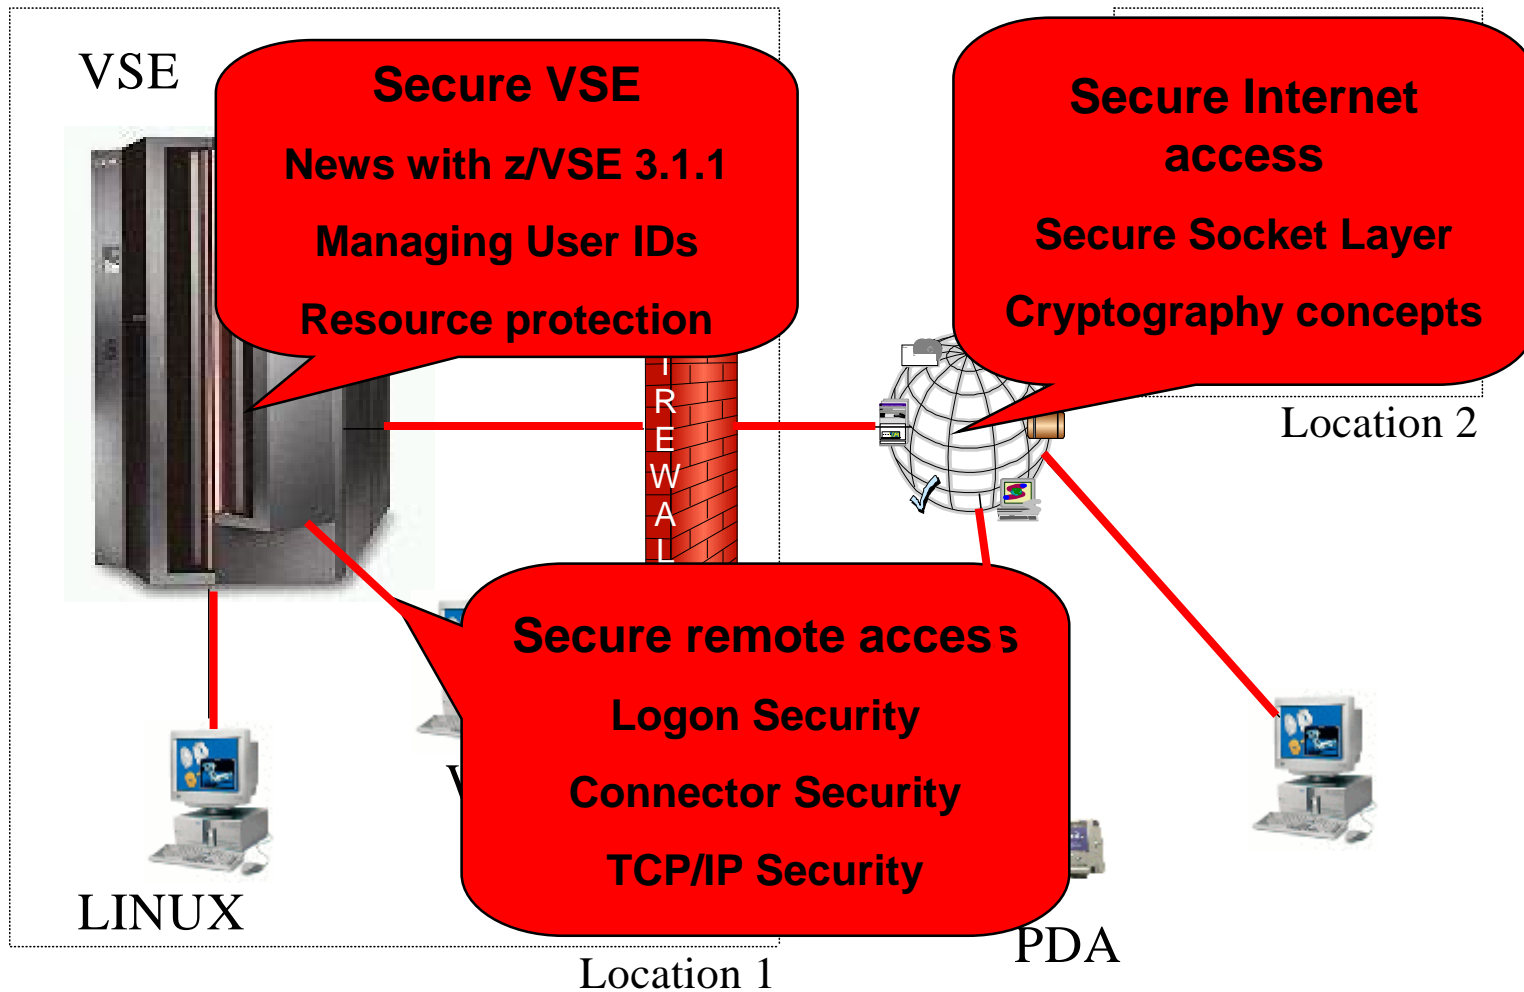 VSE
Secure VSE
News with z/VSE 3.1.1
Managing User IDs
Resource protection
Secure Internet
access
Secure Socket Layer
Cryptography concepts
Location 2
Secure remote access
Logon Security
Connector Security
TCP/IP Security
LINUX
PDA
Location 1